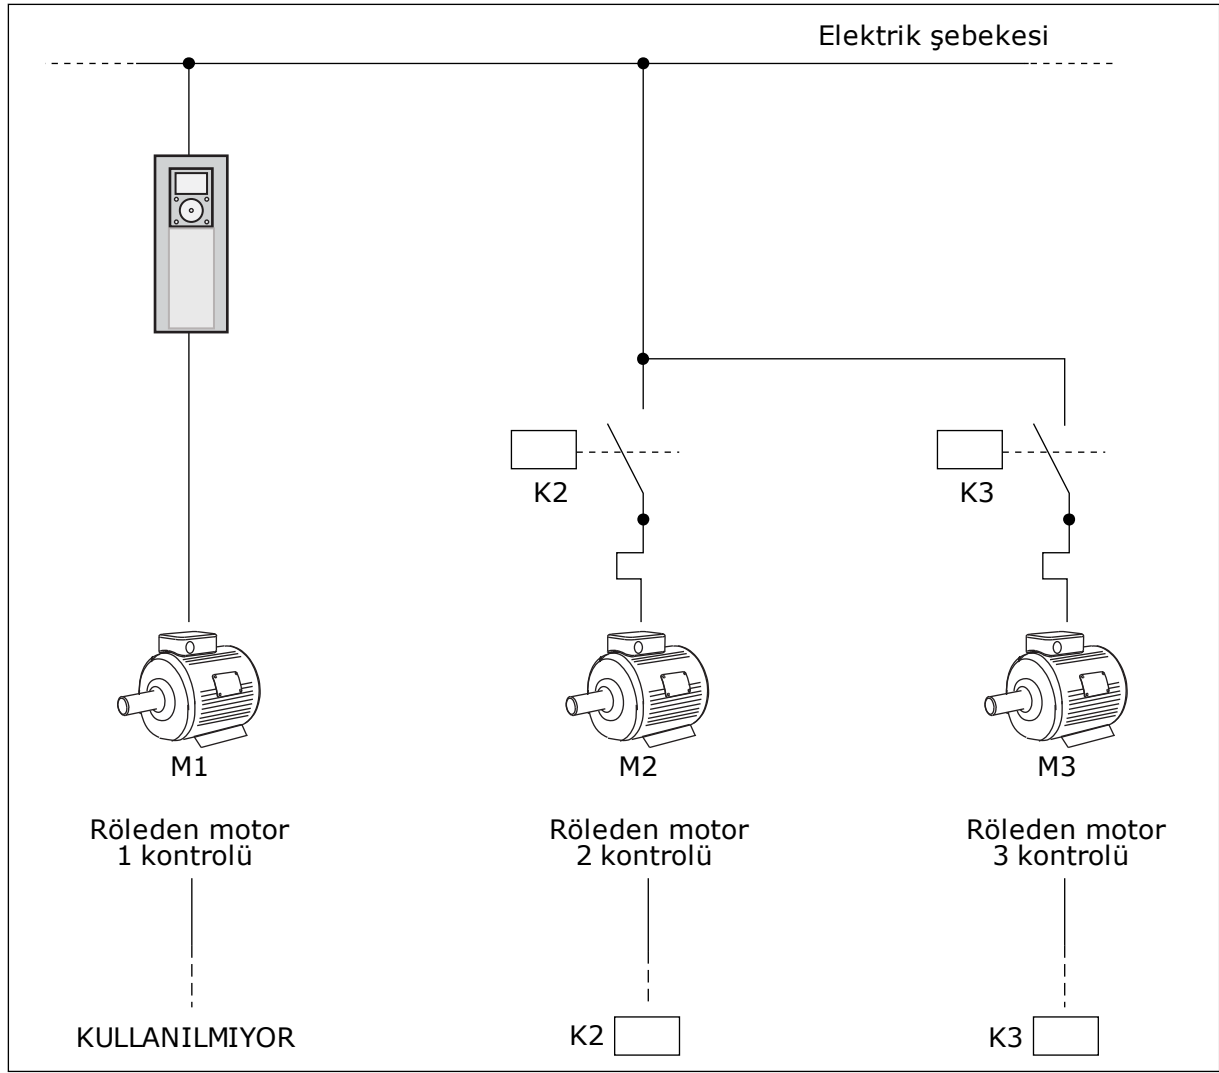 Elektrik şebekesi
K2
K3
M1
M2
M3
Röleden motor
1 kontrolü
Röleden motor
2 kontrolü
Röleden motor
3 kontrolü
KULLANILMIYOR
K2
K3